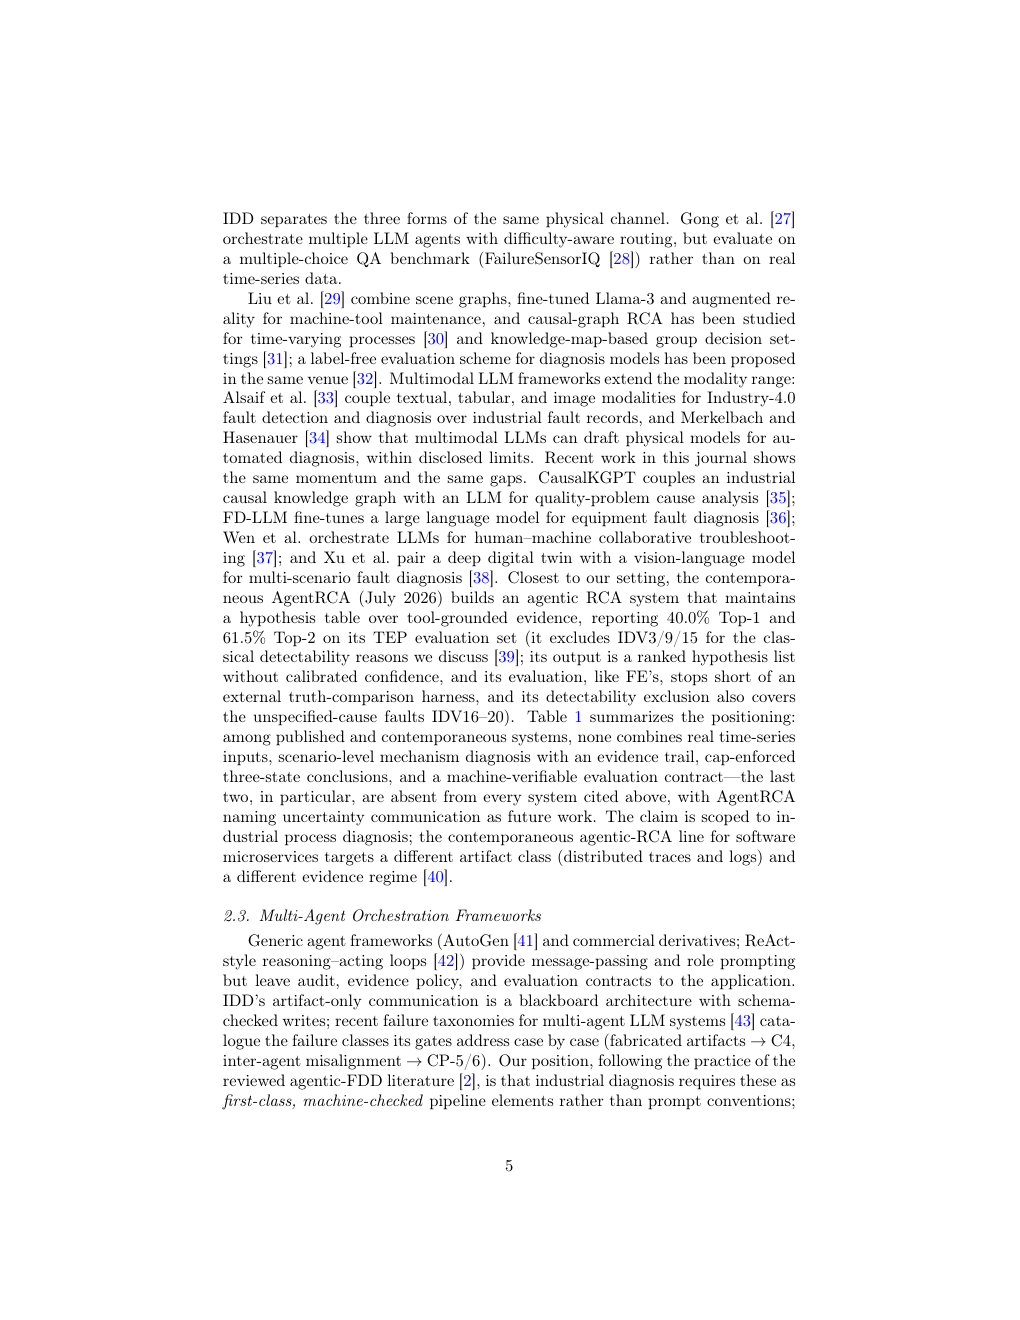 IDD separates the three forms of the same physical channel. Gong et al. [27]
orchestrate multiple LLM agents with difficulty-aware routing, but evaluate on
a multiple-choice QA benchmark (FailureSensorIQ [28]) rather than on real
time-series data.
Liu et al. [29] combine scene graphs, fine-tuned Llama-3 and augmented re-
ality for machine-tool maintenance, and causal-graph RCA has been studied
for time-varying processes [30] and knowledge-map-based group decision set-
tings [31]; a label-free evaluation scheme for diagnosis models has been proposed
in the same venue [32]. Multimodal LLM frameworks extend the modality range:
Alsaif et al. [33] couple textual, tabular, and image modalities for Industry-4.0
fault detection and diagnosis over industrial fault records, and Merkelbach and
Hasenauer [34] show that multimodal LLMs can draft physical models for au-
tomated diagnosis, within disclosed limits. Recent work in this journal shows
the same momentum and the same gaps. CausalKGPT couples an industrial
causal knowledge graph with an LLM for quality-problem cause analysis [35];
FD-LLM fine-tunes a large language model for equipment fault diagnosis [36];
Wen et al. orchestrate LLMs for human–machine collaborative troubleshoot-
ing [37]; and Xu et al. pair a deep digital twin with a vision-language model
for multi-scenario fault diagnosis [38]. Closest to our setting, the contempora-
neous AgentRCA (July 2026) builds an agentic RCA system that maintains
a hypothesis table over tool-grounded evidence, reporting 40.0% Top-1 and
61.5% Top-2 on its TEP evaluation set (it excludes IDV3/9/15 for the clas-
sical detectability reasons we discuss [39]; its output is a ranked hypothesis list
without calibrated confidence, and its evaluation, like FE's, stops short of an
external truth-comparison harness, and its detectability exclusion also covers
the unspecified-cause faults IDV16–20). Table 1 summarizes the positioning:
among published and contemporaneous systems, none combines real time-series
inputs, scenario-level mechanism diagnosis with an evidence trail, cap-enforced
three-state conclusions, and a machine-verifiable evaluation contract—the last
two, in particular, are absent from every system cited above, with AgentRCA
naming uncertainty communication as future work. The claim is scoped to in-
dustrial process diagnosis; the contemporaneous agentic-RCA line for software
microservices targets a different artifact class (distributed traces and logs) and
a different evidence regime [40].
2.3. Multi-Agent Orchestration Frameworks
Generic agent frameworks (AutoGen [41] and commercial derivatives; ReAct-
style reasoning–acting loops [42]) provide message-passing and role prompting
but leave audit, evidence policy, and evaluation contracts to the application.
IDD's artifact-only communication is a blackboard architecture with schema-
checked writes; recent failure taxonomies for multi-agent LLM systems [43] cata-
logue the failure classes its gates address case by case (fabricated artifacts → C4,
inter-agent misalignment → CP-5/6). Our position, following the practice of the
reviewed agentic-FDD literature [2], is that industrial diagnosis requires these as
first-class, machine-checked pipeline elements rather than prompt conventions;
5